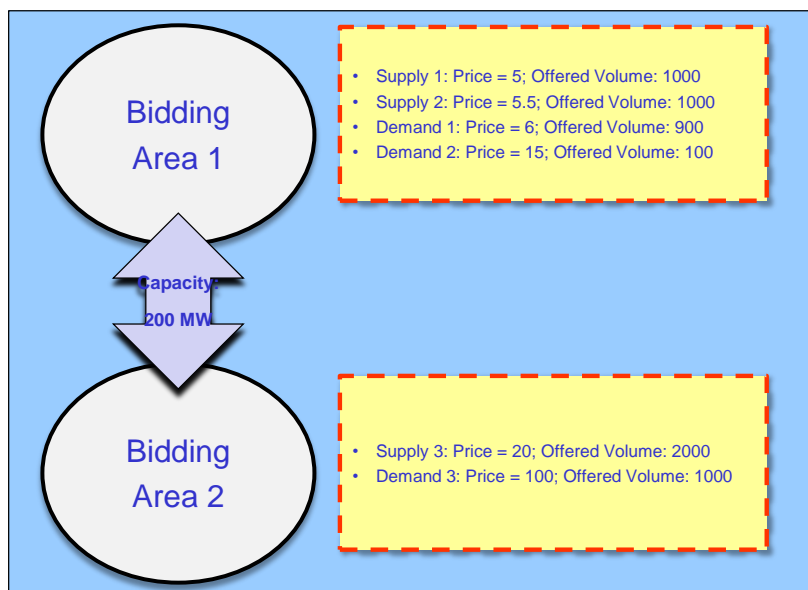 Bidding
Area 1
• Supply 1: Price = 5; Offered Volume: 1000
• Supply 2: Price = 5.5; Offered Volume: 1000
• Demand 1: Price = 6; Offered Volume: 900
• Demand 2: Price = 15; Offered Volume: 100
Capacity:
200 MW
Bidding
Area 2
• Supply 3: Price = 20; Offered Volume: 2000
• Demand 3: Price = 100; Offered Volume: 1000